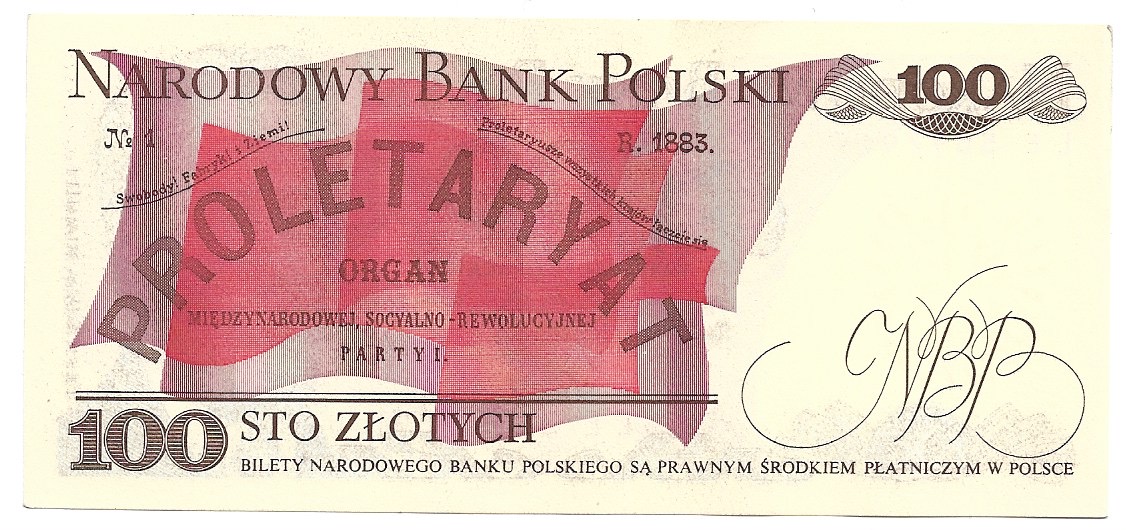 NARODOWY BANK POLSKI
100
№ 1
R. 1883.
Swobody! Fabryki i Ziemi!
Proletaryusze wszystkich krajów łączcie się
PROLETARYAT
ORGAN
MIĘDZYNARODOWEJ, SOCYALNO-REWOLUCYJNEJ
PARTYI.
NBP
100
STO ZŁOTYCH
BILETY NARODOWEGO BANKU POLSKIEGO SĄ PRAWNYM ŚRODKIEM PŁATNICZYM W POLSCE